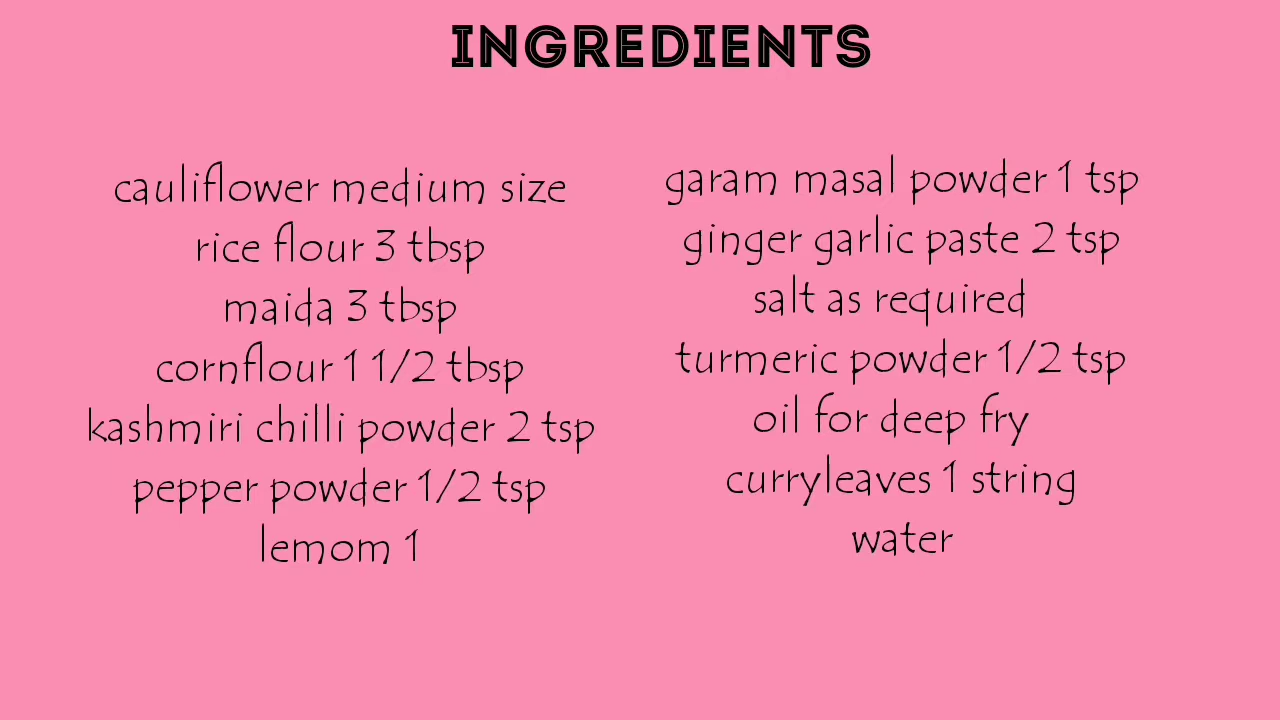 INGREDIENTS
cauliflower medium size
rice flour 3 tbsp
maida 3 tbsp
cornflour 1 1/2 tbsp
kashmiri chilli powder 2 tsp
pepper powder 1/2 tsp
lemom 1
garam masal powder 1 tsp
ginger garlic paste 2 tsp
salt as required
turmeric powder 1/2 tsp
oil for deep fry
curryleaves 1 string
water